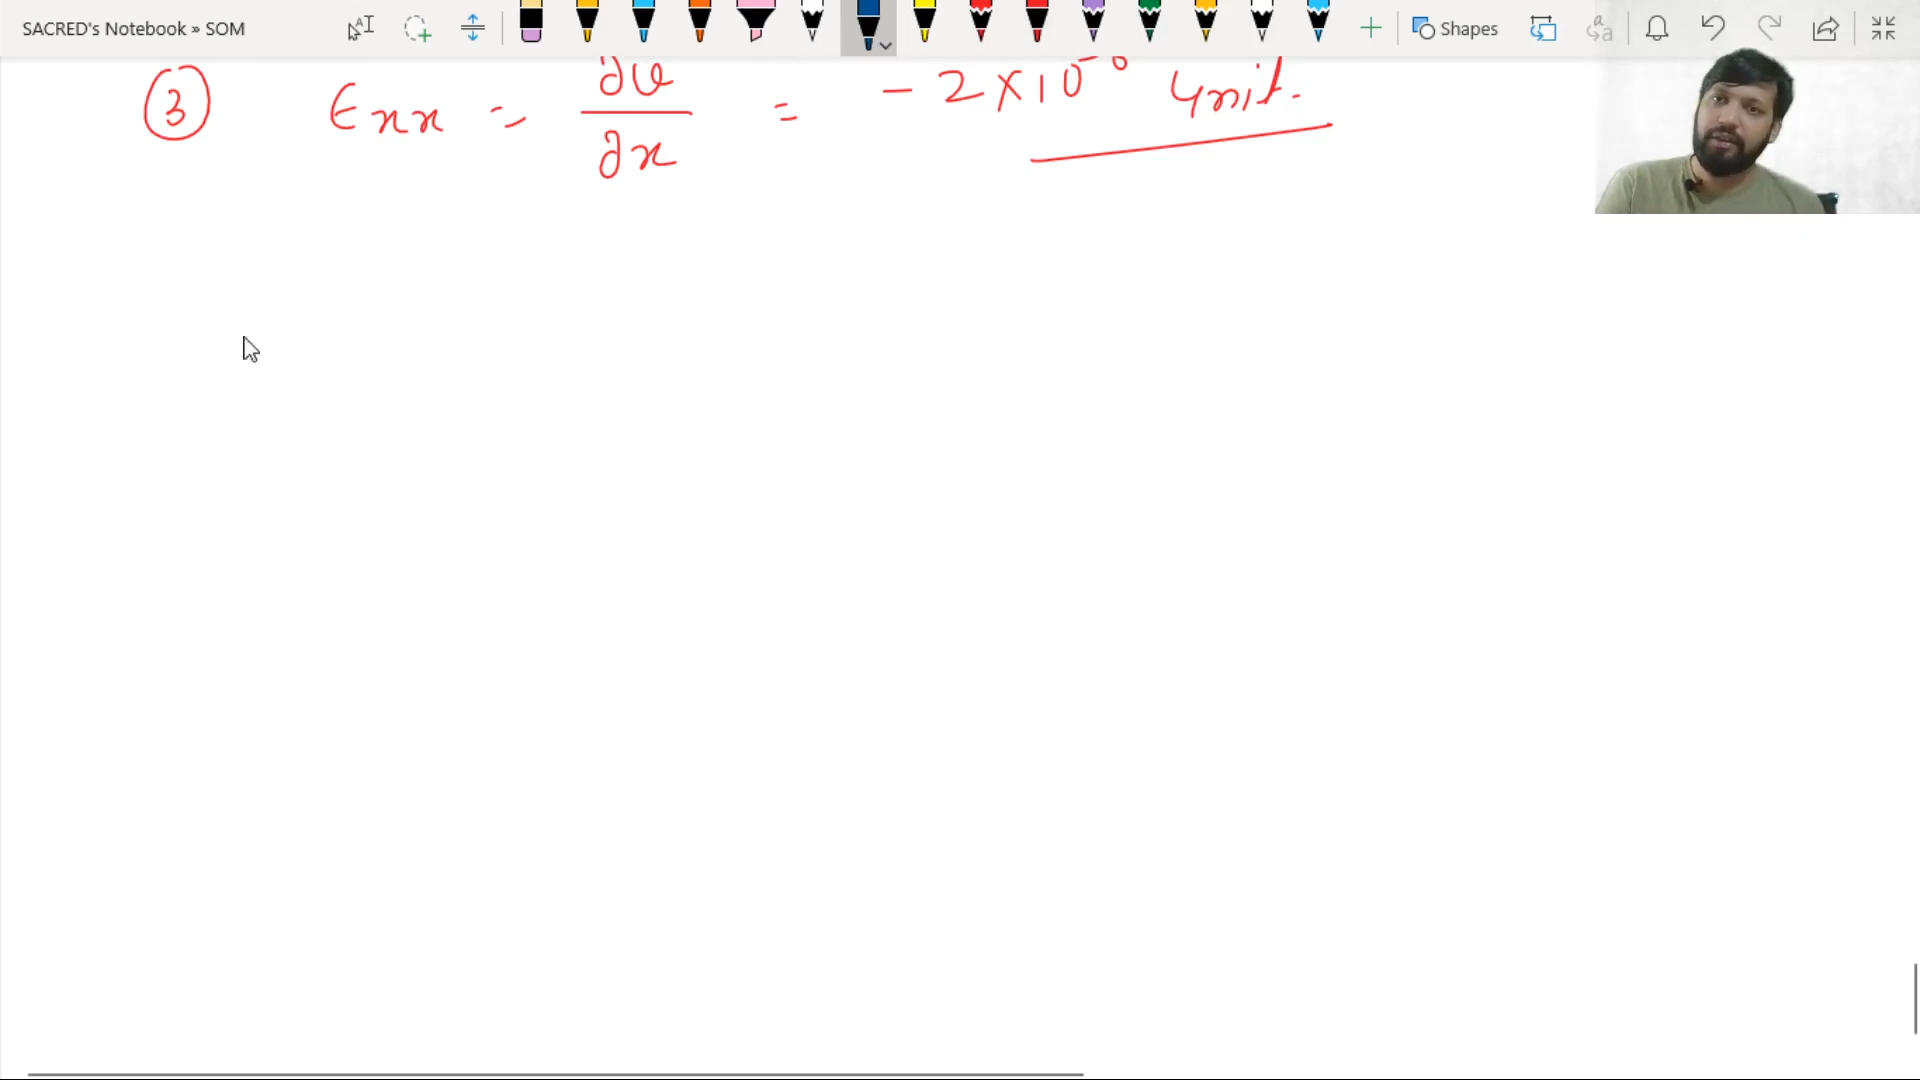 SACRED's Notebook » SOM
Shapes
③ ϵxx = ∂υ/∂x = -2×10⁻⁶ unit.